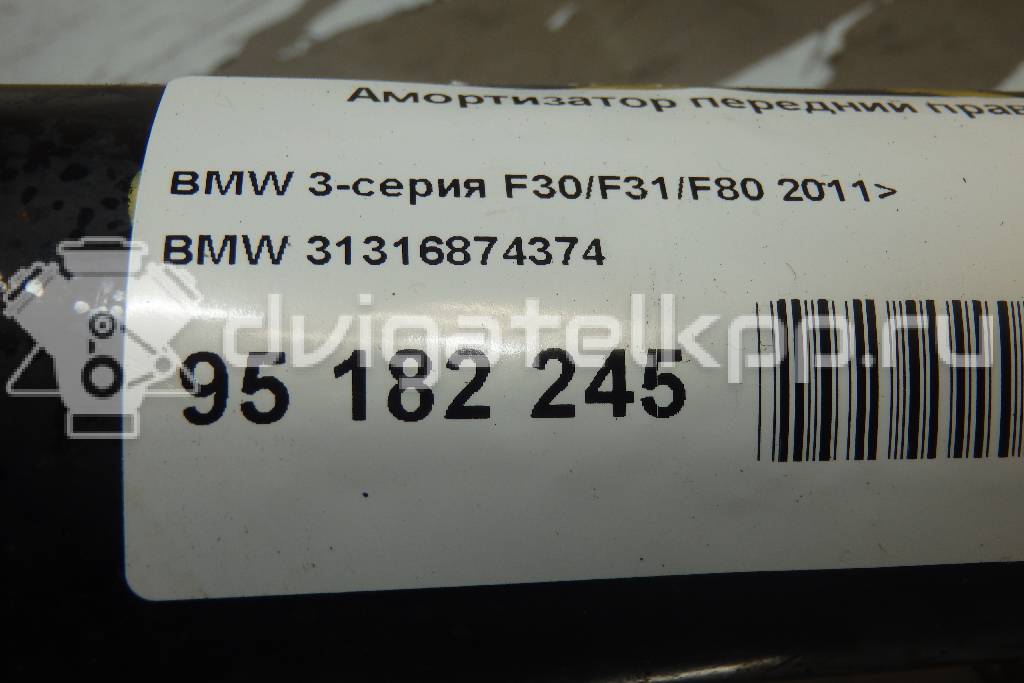 Амортизатор передний прав
BMW 3-серия F30/F31/F80 2011>
BMW 31316874374
dvigatelkpp.ru
95 182 245